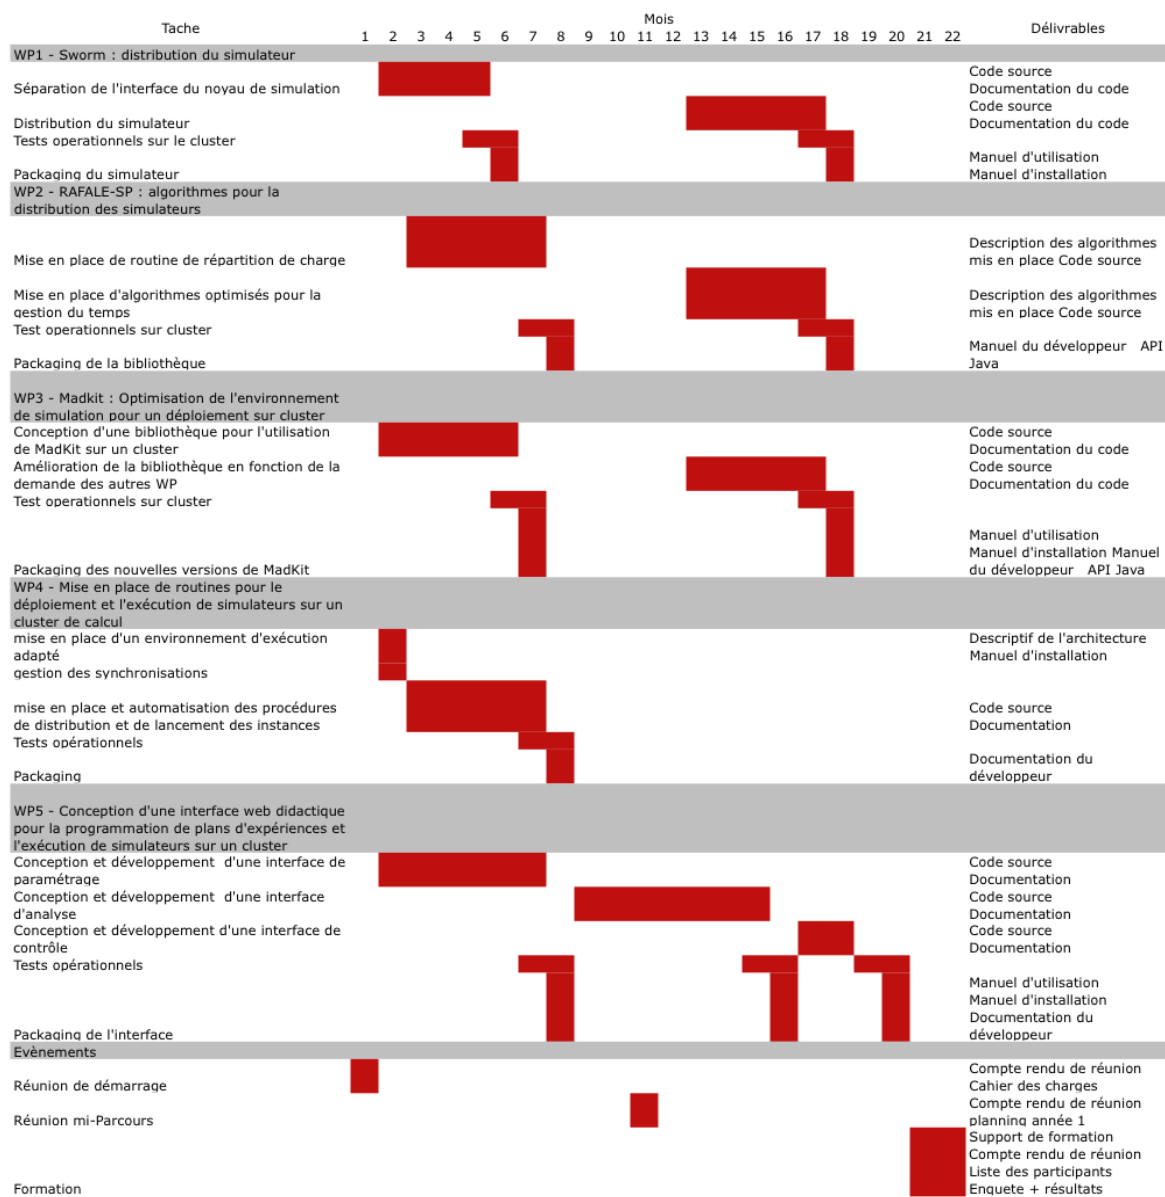 Mois
Tache
Délivrables
1 2 3 4 5 6 7 8 9 10 11 12 13 14 15 16 17 18 19 20 21 22
WP1 - Sworm : distribution du simulateur
Code source
Séparation de l'interface du noyau de simulation
Documentation du code
Code source
Distribution du simulateur
Documentation du code
Tests operationnels sur le cluster
Manuel d'utilisation
Packaging du simulateur
Manuel d'installation
WP2 - RAFALE-SP : algorithmes pour la
distribution des simulateurs
Description des algorithmes
Mise en place de routine de répartition de charge
mis en place Code source
Mise en place d'algorithmes optimisés pour la
Description des algorithmes
gestion du temps
mis en place Code source
Test operationnels sur cluster
Manuel du développeur API
Packaging de la bibliothèque
Java
WP3 - Madkit : Optimisation de l'environnement
de simulation pour un déploiement sur cluster
Conception d'une bibliothèque pour l'utilisation
Code source
de MadKit sur un cluster
Documentation du code
Amélioration de la bibliothèque en fonction de la
Code source
demande des autres WP
Documentation du code
Test operationnels sur cluster
Manuel d'utilisation
Manuel d'installation Manuel
Packaging des nouvelles versions de MadKit
du développeur API Java
WP4 - Mise en place de routines pour le
déploiement et l'exécution de simulateurs sur un
cluster de calcul
mise en place d'un environnement d'exécution
Descriptif de l'architecture
adapté
Manuel d'installation
gestion des synchronisations
mise en place et automatisation des procédures
Code source
de distribution et de lancement des instances
Documentation
Tests opérationnels
Documentation du
Packaging
développeur
WP5 - Conception d'une interface web didactique
pour la programmation de plans d'expériences et
l'exécution de simulateurs sur un cluster
Conception et développement d'une interface de
Code source
paramétrage
Documentation
Conception et développement d'une interface
Code source
d'analyse
Documentation
Conception et développement d'une interface de
Code source
contrôle
Documentation
Tests opérationnels
Manuel d'utilisation
Manuel d'installation
Documentation du
Packaging de l'interface
développeur
Evènements
Compte rendu de réunion
Réunion de démarrage
Cahier des charges
Compte rendu de réunion
Réunion mi-Parcours
planning année 1
Support de formation
Compte rendu de réunion
Liste des participants
Formation
Enquete + résultats